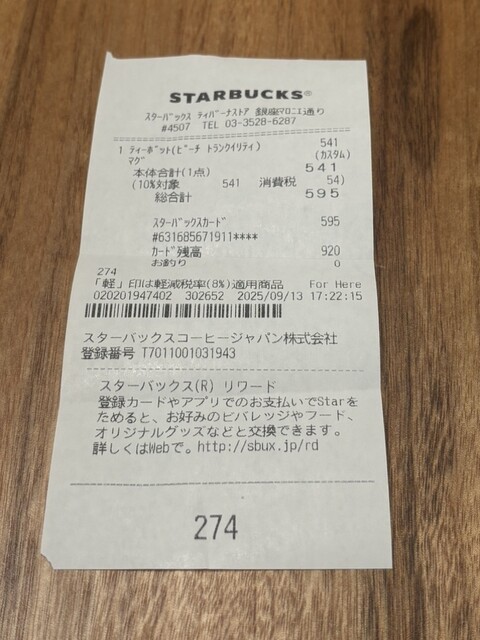 STARBUCKS®
ｽﾀｰﾊﾞｯｸｽ ﾃｨﾊﾞｰﾅｽﾄｱ 銀座ﾏﾛﾆｴ通り
#4507 TEL 03-3528-6287
1 ﾃｨｰﾎﾟｯﾄ(ﾋﾟｰﾁ ﾄﾗﾝｸｲﾘﾃｨ) 541
ﾏｸﾞ (ｶｽﾀﾑ)
本体合計(1点) 541
(10%対象 541 消費税 54)
総合計 595
ｽﾀｰﾊﾞｯｸｽｶｰﾄﾞ 595
#631685671911****
ｶｰﾄﾞ残高 920
お釣り 0
274
「軽」印は軽減税率(8%)適用商品 For Here
020201947402 302652 2025/09/13 17:22:15
スターバックスコーヒージャパン株式会社
登録番号 T7011001031943
スターバックス(R) リワード
登録カードやアプリでのお支払いでStarを
ためると、お好みのビバレッジやフード、
オリジナルグッズなどと交換できます。
詳しくはWebで。http://sbux.jp/rd
274